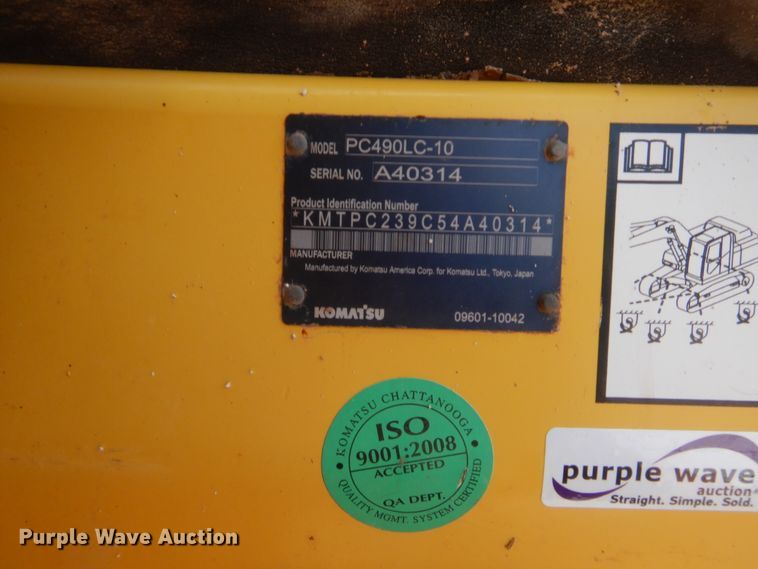 MODEL PC490LC-10
SERIAL NO. A40314
Product Identification Number
*KMTPC239C54A40314*
MANUFACTURER
Manufactured by Komatsu America Corp. for Komatsu Ltd., Tokyo, Japan
KOMATSU 09601-10042
KOMATSU CHATTANOOGA
ISO
9001:2008
ACCEPTED
QA DEPT.
QUALITY MGMT. SYSTEM CERTIFIED
purple wave
auction
Straight. Simple. Sold.
Purple Wave Auction